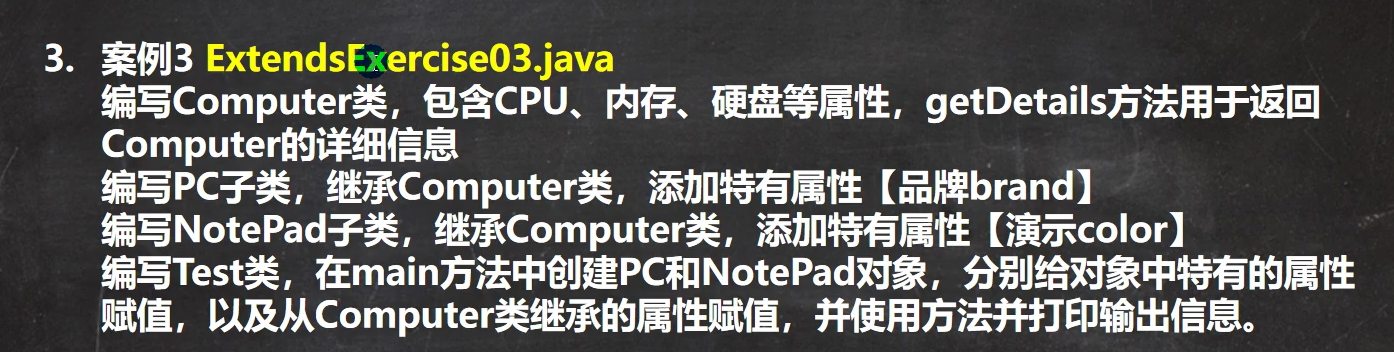 3. 案例3 ExtendsExercise03.java
编写Computer类，包含CPU、内存、硬盘等属性，getDetails方法用于返回
Computer的详细信息
编写PC子类，继承Computer类，添加特有属性【品牌brand】
编写NotePad子类，继承Computer类，添加特有属性【演示color】
编写Test类，在main方法中创建PC和NotePad对象，分别给对象中特有的属性
赋值，以及从Computer类继承的属性赋值，并使用方法并打印输出信息。